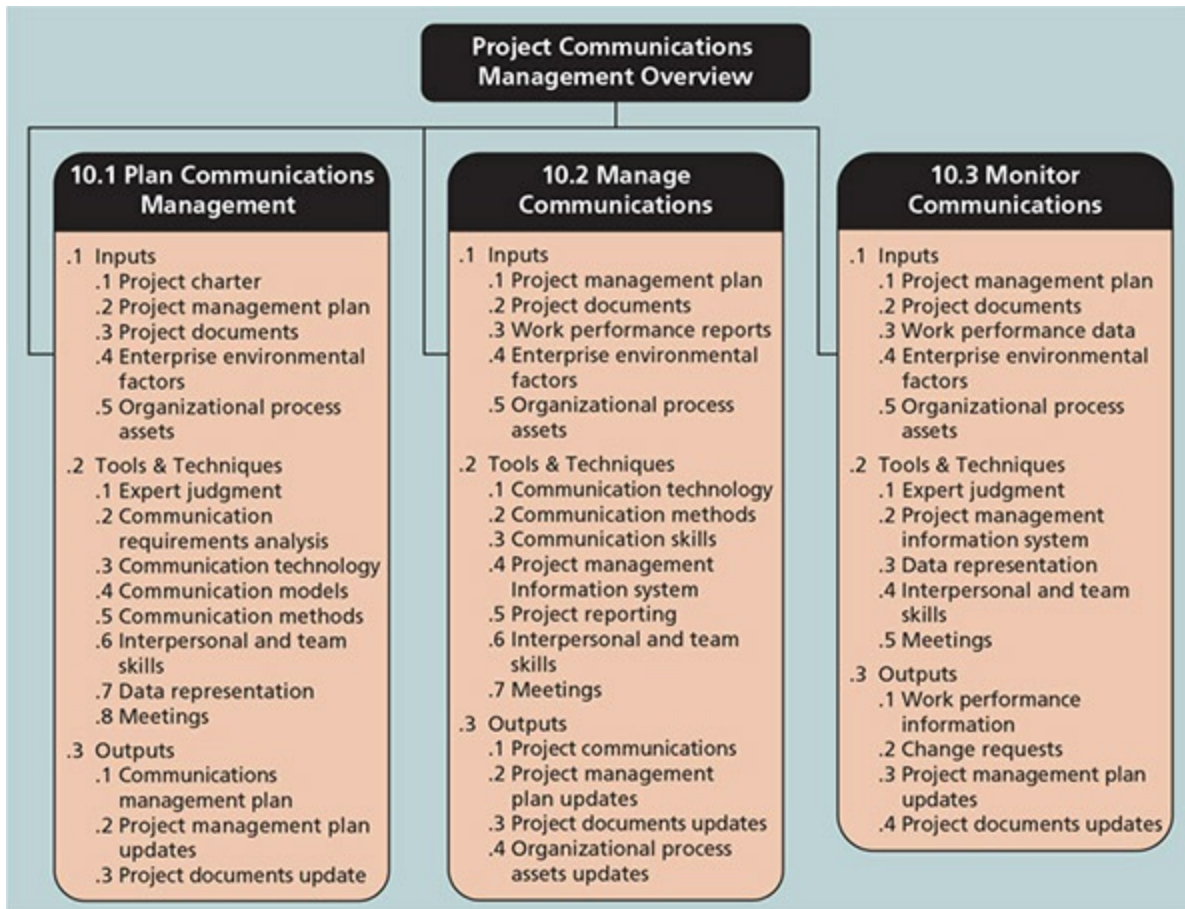 Project Communications
Management Overview
10.1 Plan Communications
Management
.1 Inputs
.1 Project charter
.2 Project management plan
.3 Project documents
.4 Enterprise environmental
factors
.5 Organizational process
assets
.2 Tools & Techniques
.1 Expert judgment
.2 Communication
requirements analysis
.3 Communication technology
.4 Communication models
.5 Communication methods
.6 Interpersonal and team
skills
.7 Data representation
.8 Meetings
.3 Outputs
.1 Communications
management plan
.2 Project management plan
updates
.3 Project documents update
10.2 Manage
Communications
.1 Inputs
.1 Project management plan
.2 Project documents
.3 Work performance reports
.4 Enterprise environmental
factors
.5 Organizational process
assets
.2 Tools & Techniques
.1 Communication technology
.2 Communication methods
.3 Communication skills
.4 Project management
Information system
.5 Project reporting
.6 Interpersonal and team
skills
.7 Meetings
.3 Outputs
.1 Project communications
.2 Project management
plan updates
.3 Project documents updates
.4 Organizational process
assets updates
10.3 Monitor
Communications
.1 Inputs
.1 Project management plan
.2 Project documents
.3 Work performance data
.4 Enterprise environmental
factors
.5 Organizational process
assets
.2 Tools & Techniques
.1 Expert judgment
.2 Project management
information system
.3 Data representation
.4 Interpersonal and team
skills
.5 Meetings
.3 Outputs
.1 Work performance
information
.2 Change requests
.3 Project management plan
updates
.4 Project documents updates